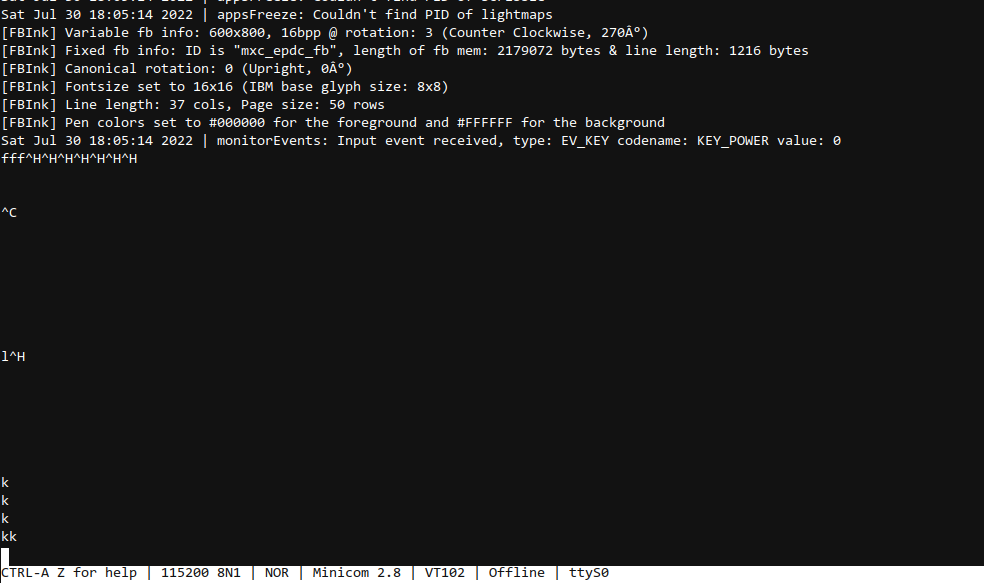 Sat Jul 30 18:05:14 2022 | appsFreeze: Couldn't find PID of lightmaps
[FBInk] Variable fb info: 600x800, 16bpp @ rotation: 3 (Counter Clockwise, 270Âº)
[FBInk] Fixed fb info: ID is "mxc_epdc_fb", length of fb mem: 2179072 bytes & line length: 1216 bytes
[FBInk] Canonical rotation: 0 (Upright, 0Âº)
[FBInk] Fontsize set to 16x16 (IBM base glyph size: 8x8)
[FBInk] Line length: 37 cols, Page size: 50 rows
[FBInk] Pen colors set to #000000 for the foreground and #FFFFFF for the background
Sat Jul 30 18:05:14 2022 | monitorEvents: Input event received, type: EV_KEY codename: KEY_POWER value: 0
fff^H^H^H^H^H^H^H
^C
l^H
k
k
k
kk
CTRL-A Z for help | 115200 8N1 | NOR | Minicom 2.8 | VT102 | Offline | ttyS0